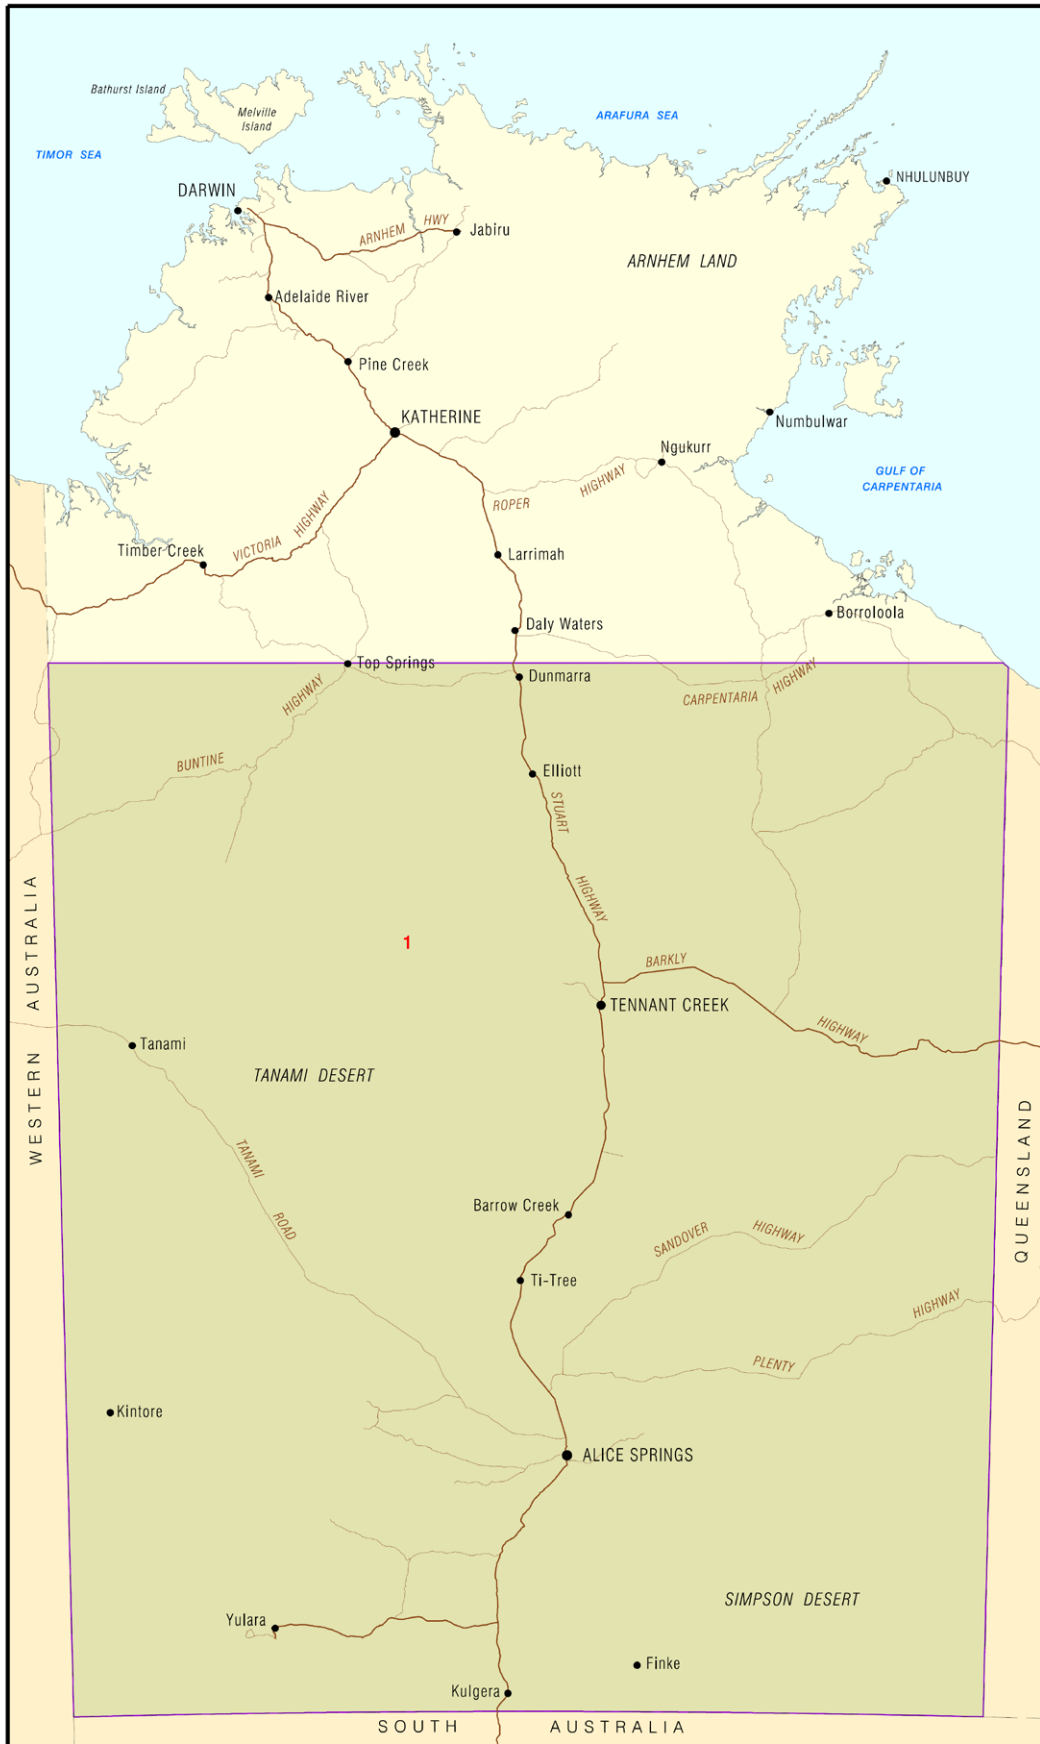 Bathurst Island
Melville
Island
ARAFURA SEA
TIMOR SEA
DARWIN
NHULUNBUY
ARNHEM HWY
Jabiru
ARNHEM LAND
Adelaide River
Pine Creek
KATHERINE
Numbulwar
Ngukurr
GULF OF
CARPENTARIA
ROPER HIGHWAY
VICTORIA HIGHWAY
Timber Creek
Larrimah
Daly Waters
Borroloola
Top Springs
Dunmarra
CARPENTARIA HIGHWAY
BUNTINE HIGHWAY
Elliott
STUART HIGHWAY
1
BARKLY HIGHWAY
TENNANT CREEK
WESTERN AUSTRALIA
Tanami
TANAMI DESERT
TANAMI ROAD
QUEENSLAND
Barrow Creek
SANDOVER HIGHWAY
Ti-Tree
PLENTY HIGHWAY
Kintore
ALICE SPRINGS
SIMPSON DESERT
Yulara
Finke
Kulgera
SOUTH AUSTRALIA